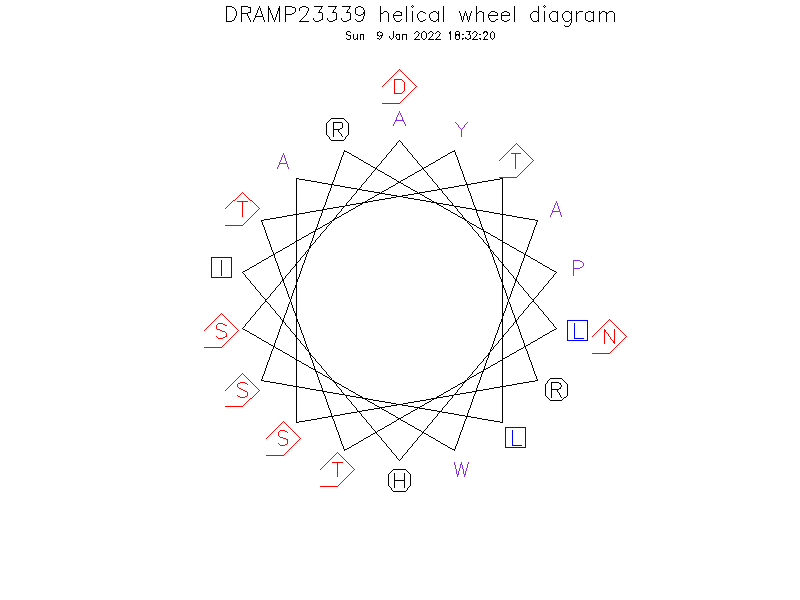 DRAMP23339 helical wheel diagram
Sun 9 Jan 2022 18:32:20
D
A
R
Y
A
T
T
A
I
P
S
L
N
S
R
S
L
T
W
H